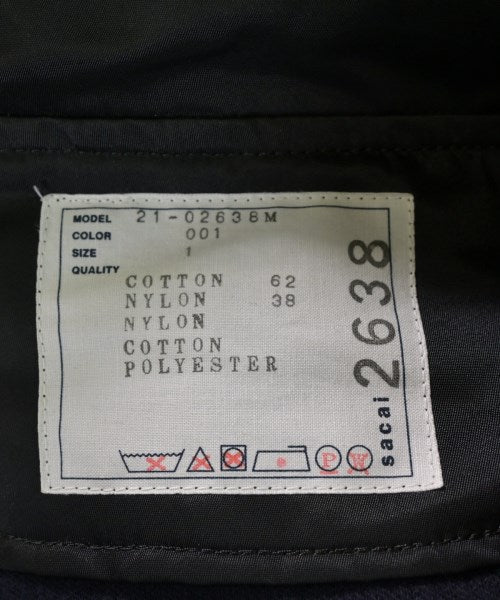 MODEL 21-02638M
COLOR 001
SIZE 1
QUALITY
COTTON 62
NYLON 38
NYLON
COTTON
POLYESTER
sacai 2638
P W